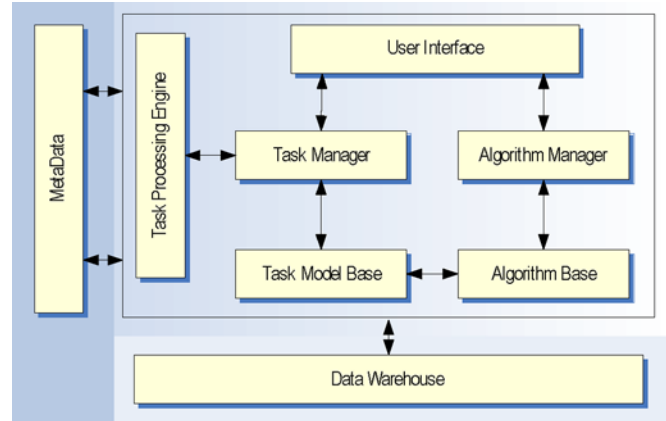 MetaData
Task Processing Engine
User Interface
Task Manager
Algorithm Manager
Task Model Base
Algorithm Base
Data Warehouse